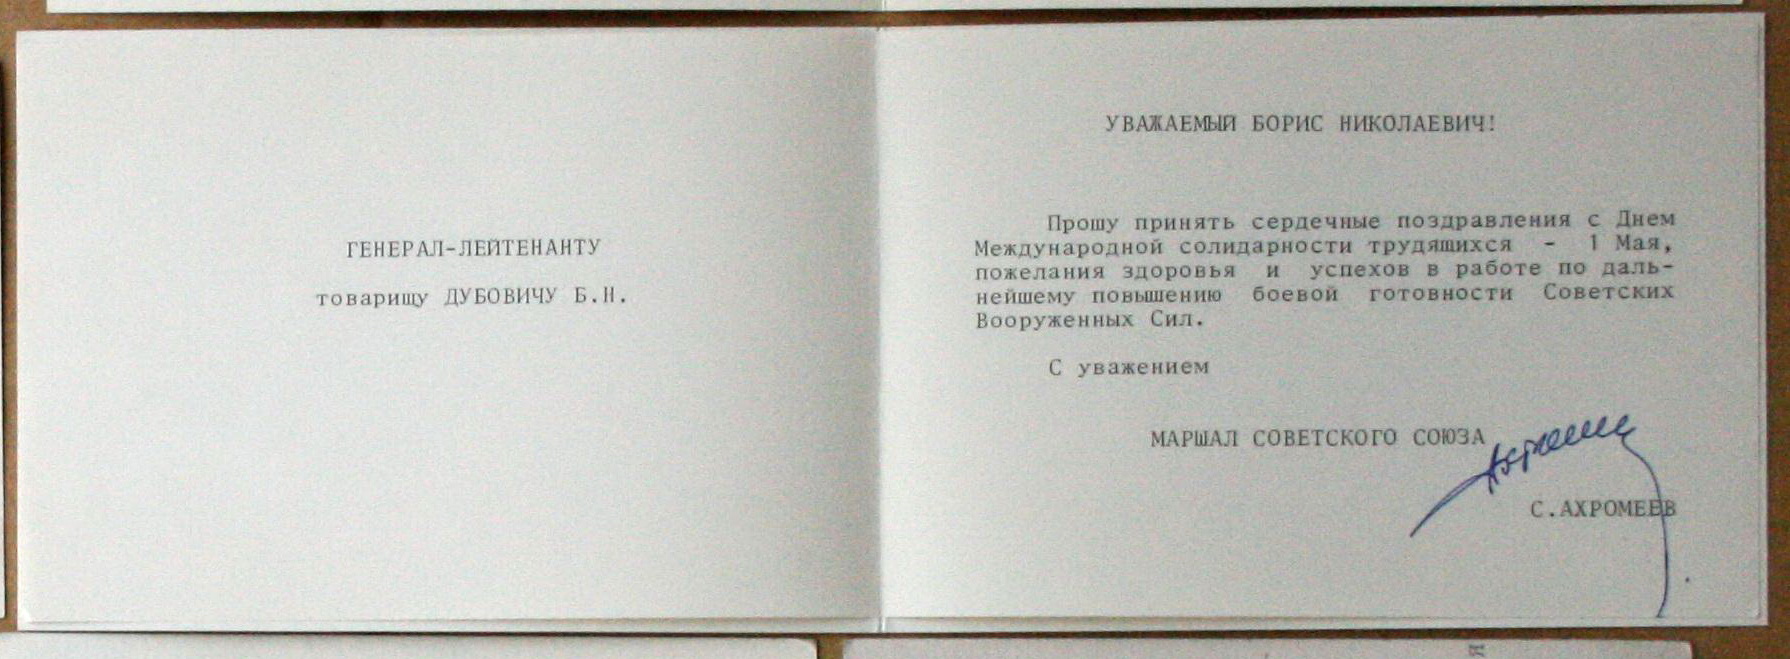 ГЕНЕРАЛ-ЛЕЙТЕНАНТУ
товарищу ДУБОВИЧУ Б.Н.
УВАЖАЕМЫЙ БОРИС НИКОЛАЕВИЧ!
Прошу принять сердечные поздравления с Днем
Международной солидарности трудящихся - 1 Мая,
пожелания здоровья и успехов в работе по даль-
нейшему повышению боевой готовности Советских
Вооруженных Сил.
С уважением
МАРШАЛ СОВЕТСКОГО СОЮЗА
С.АХРОМЕЕВ